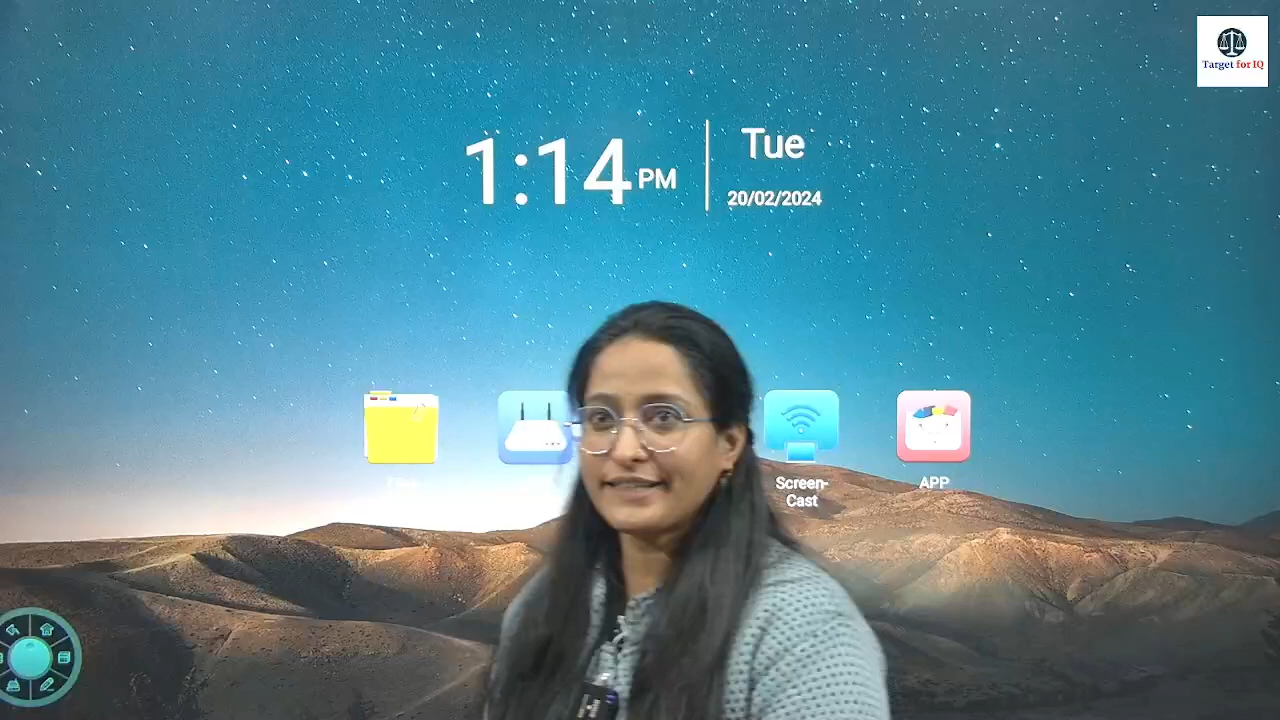 Target for IQ
1:14 PM
Tue
20/02/2024
Screen-
Cast
APP